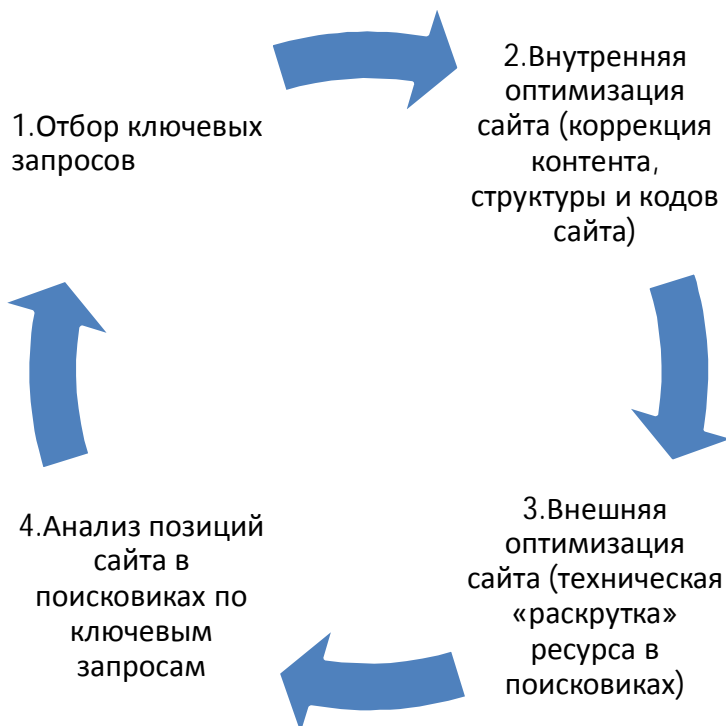 1.Отбор ключевых
запросов
2.Внутренняя
оптимизация
сайта (коррекция
контента,
структуры и кодов
сайта)
3.Внешняя
оптимизация
сайта (техническая
«раскрутка»
ресурса в
поисковиках)
4.Анализ позиций
сайта в
поисковиках по
ключевым
запросам